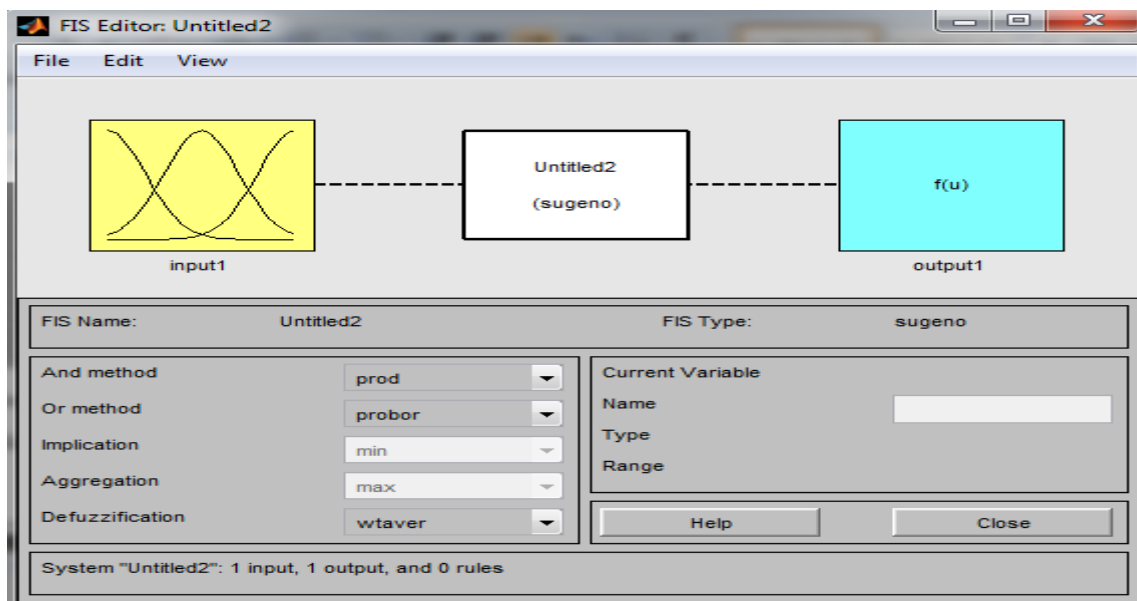 FIS Editor: Untitled2
File Edit View
Untitled2
(sugeno)
f(u)
input1
output1
FIS Name: Untitled2 FIS Type: sugeno
And method prod
Or method probor
Implication min
Aggregation max
Defuzzification wtaver
Current Variable
Name
Type
Range
Help Close
System "Untitled2": 1 input, 1 output, and 0 rules